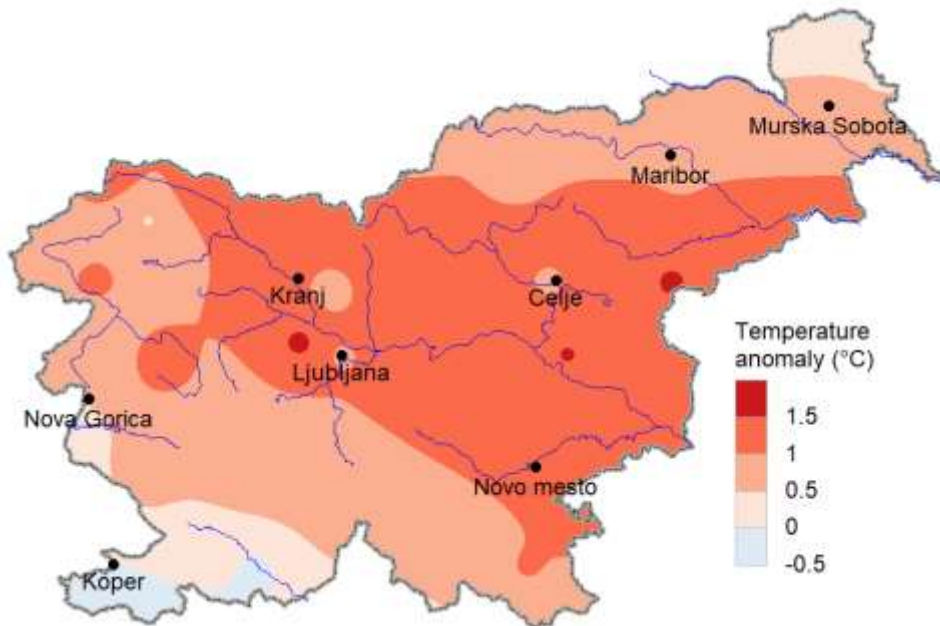 Murska Sobota
Maribor
Kranj
Celje
Ljubljana
Nova Gorica
Novo mesto
Koper
Temperature
anomaly (°C)
1.5
1
0.5
0
-0.5